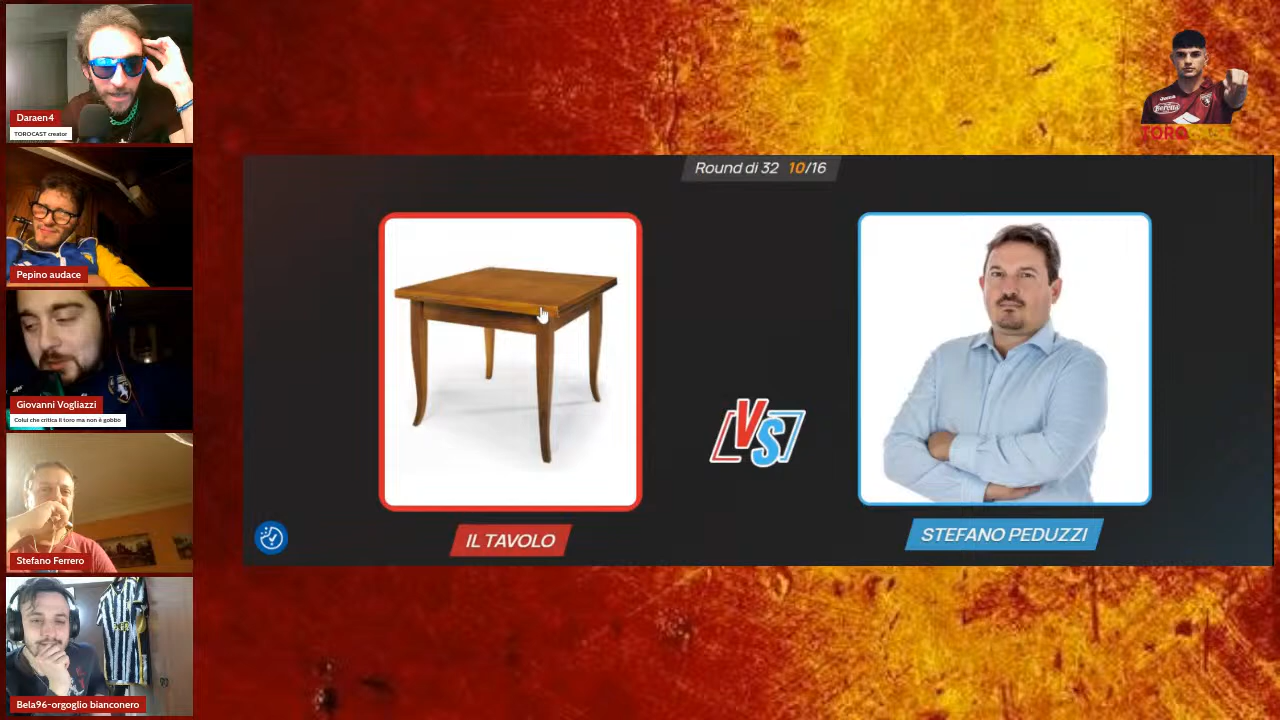 Daraen4
TOROCAST creator
Pepino audace
Giovanni Vogliazzi
Colui che critica il toro ma non è gobbo
Stefano Ferrero
Bela96-orgoglio bianconero
Round di 32 10/16
VS
IL TAVOLO
STEFANO PEDUZZI